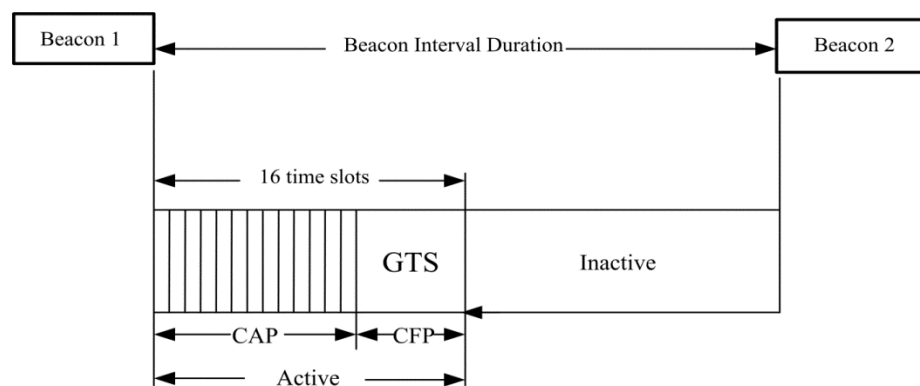 Beacon 1
Beacon Interval Duration
Beacon 2
16 time slots
GTS
Inactive
CAP
CFP
Active